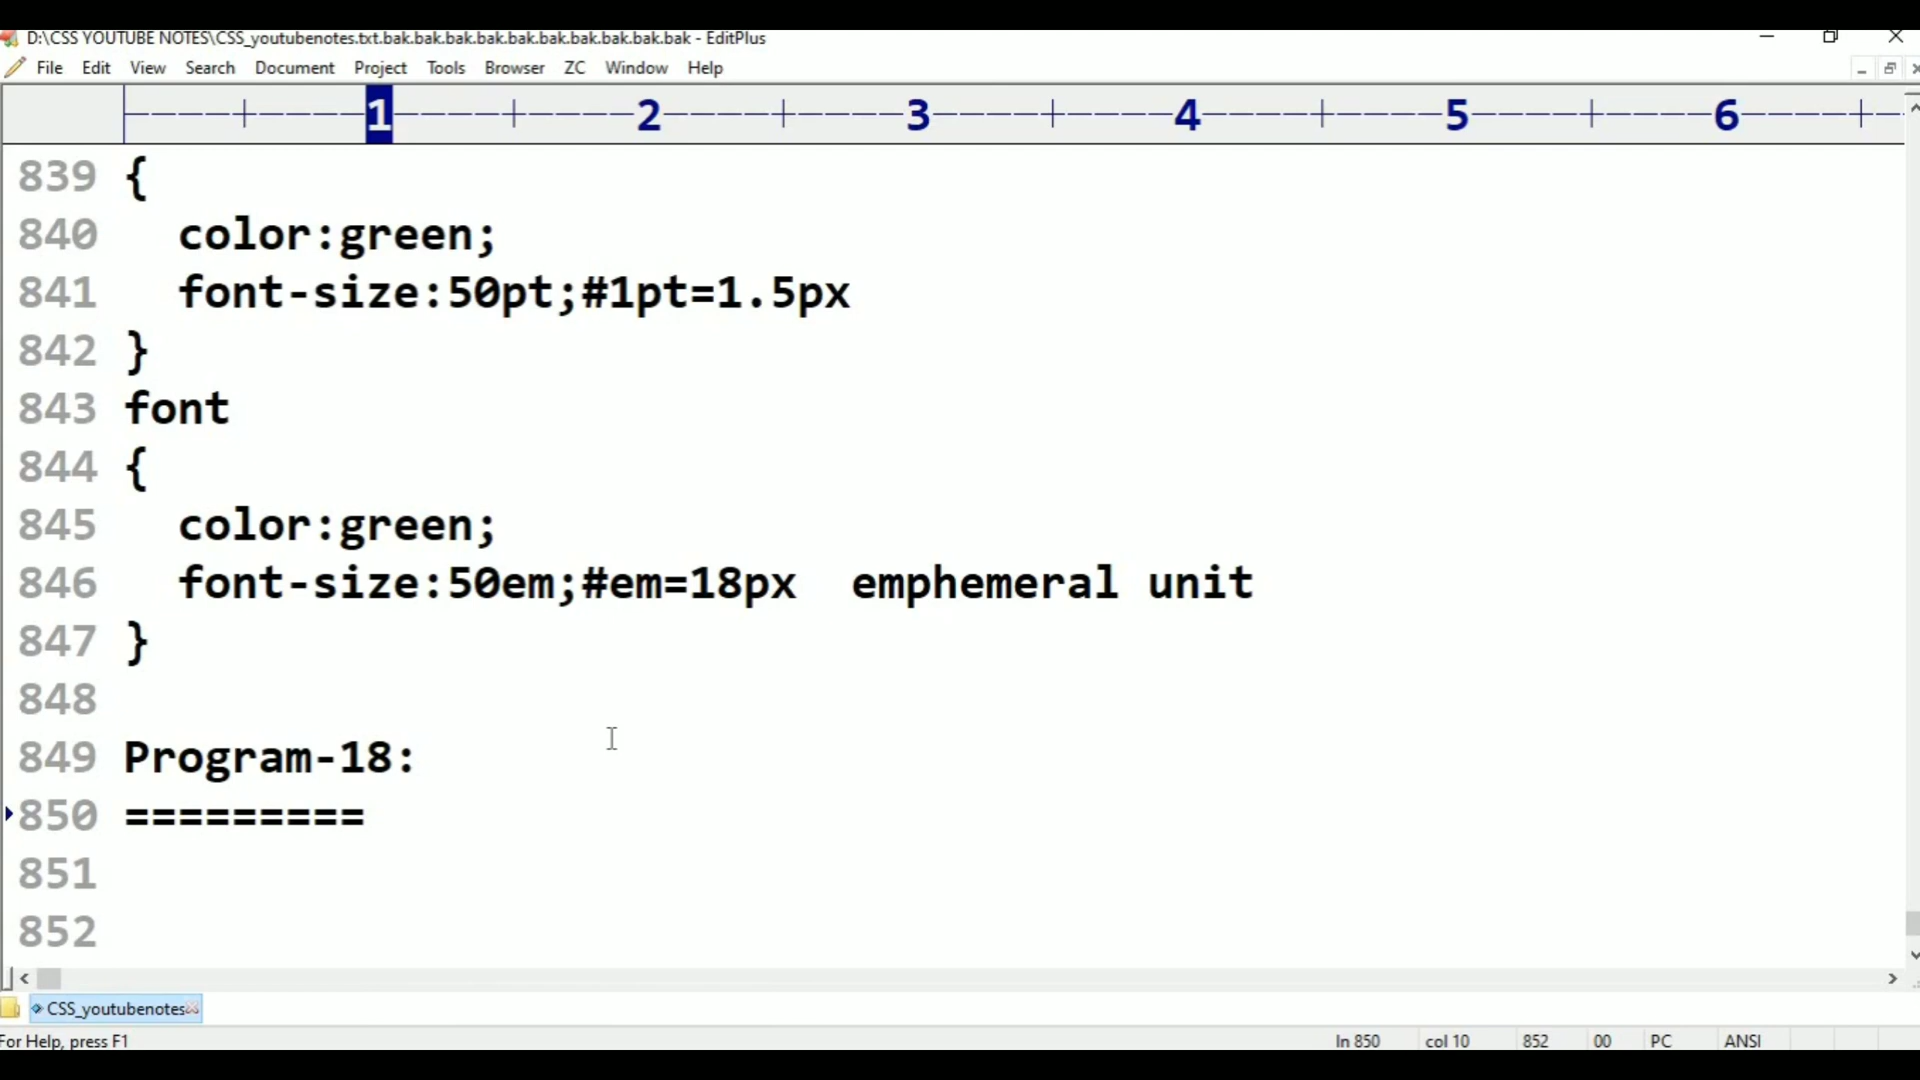 D:\CSS YOUTUBE NOTES\CSS_youtubenotes.txt.bak.bak.bak.bak.bak.bak.bak.bak.bak.bak - EditPlus
File Edit View Search Document Project Tools Browser ZC Window Help
1 2 3 4 5 6
839 {
840 color:green;
841 font-size:50pt;#1pt=1.5px
842 }
843 font
844 {
845 color:green;
846 font-size:50em;#em=18px  emphemeral unit
847 }
848
849 Program-18:
850 =========
851
852
CSS_youtubenotes
For Help, press F1 ln 850 col 10 852 00 PC ANSI